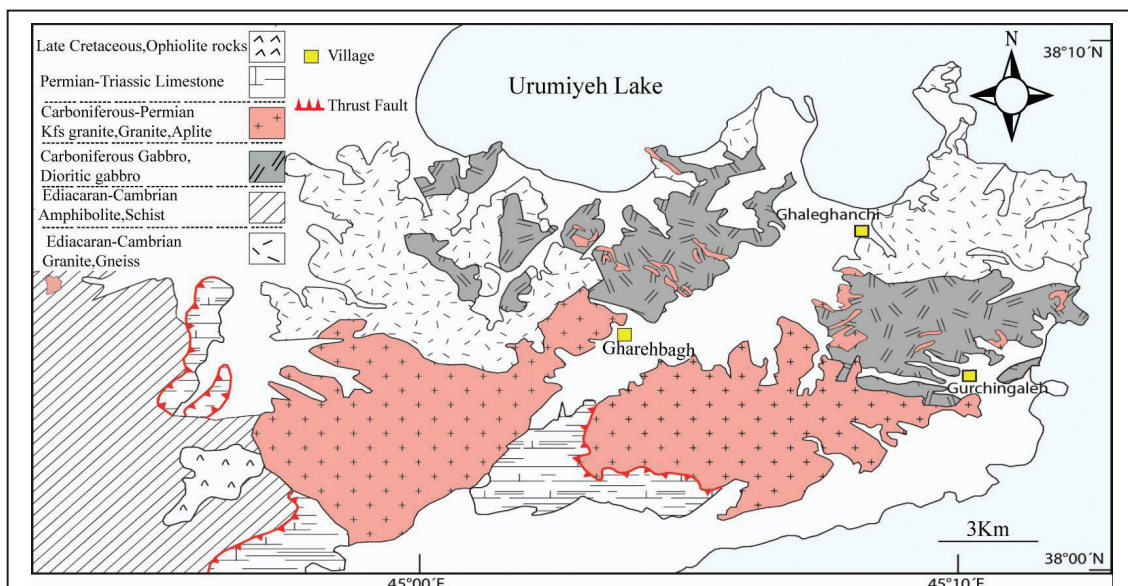 Late Cretaceous,Ophiolite rocks
Permian-Triassic Limestone
Carboniferous-Permian
Kfs granite,Granite,Aplite
Carboniferous Gabbro,
Dioritic gabbro
Ediacaran-Cambrian
Amphibolite,Schist
Ediacaran-Cambrian
Granite,Gneiss
Village
Thrust Fault
Urumiyeh Lake
N
38°10´N
Ghaleghanchi
Gharehbagh
Gurchingaleh
3Km
38°00´N
45°00´E
45°10´E